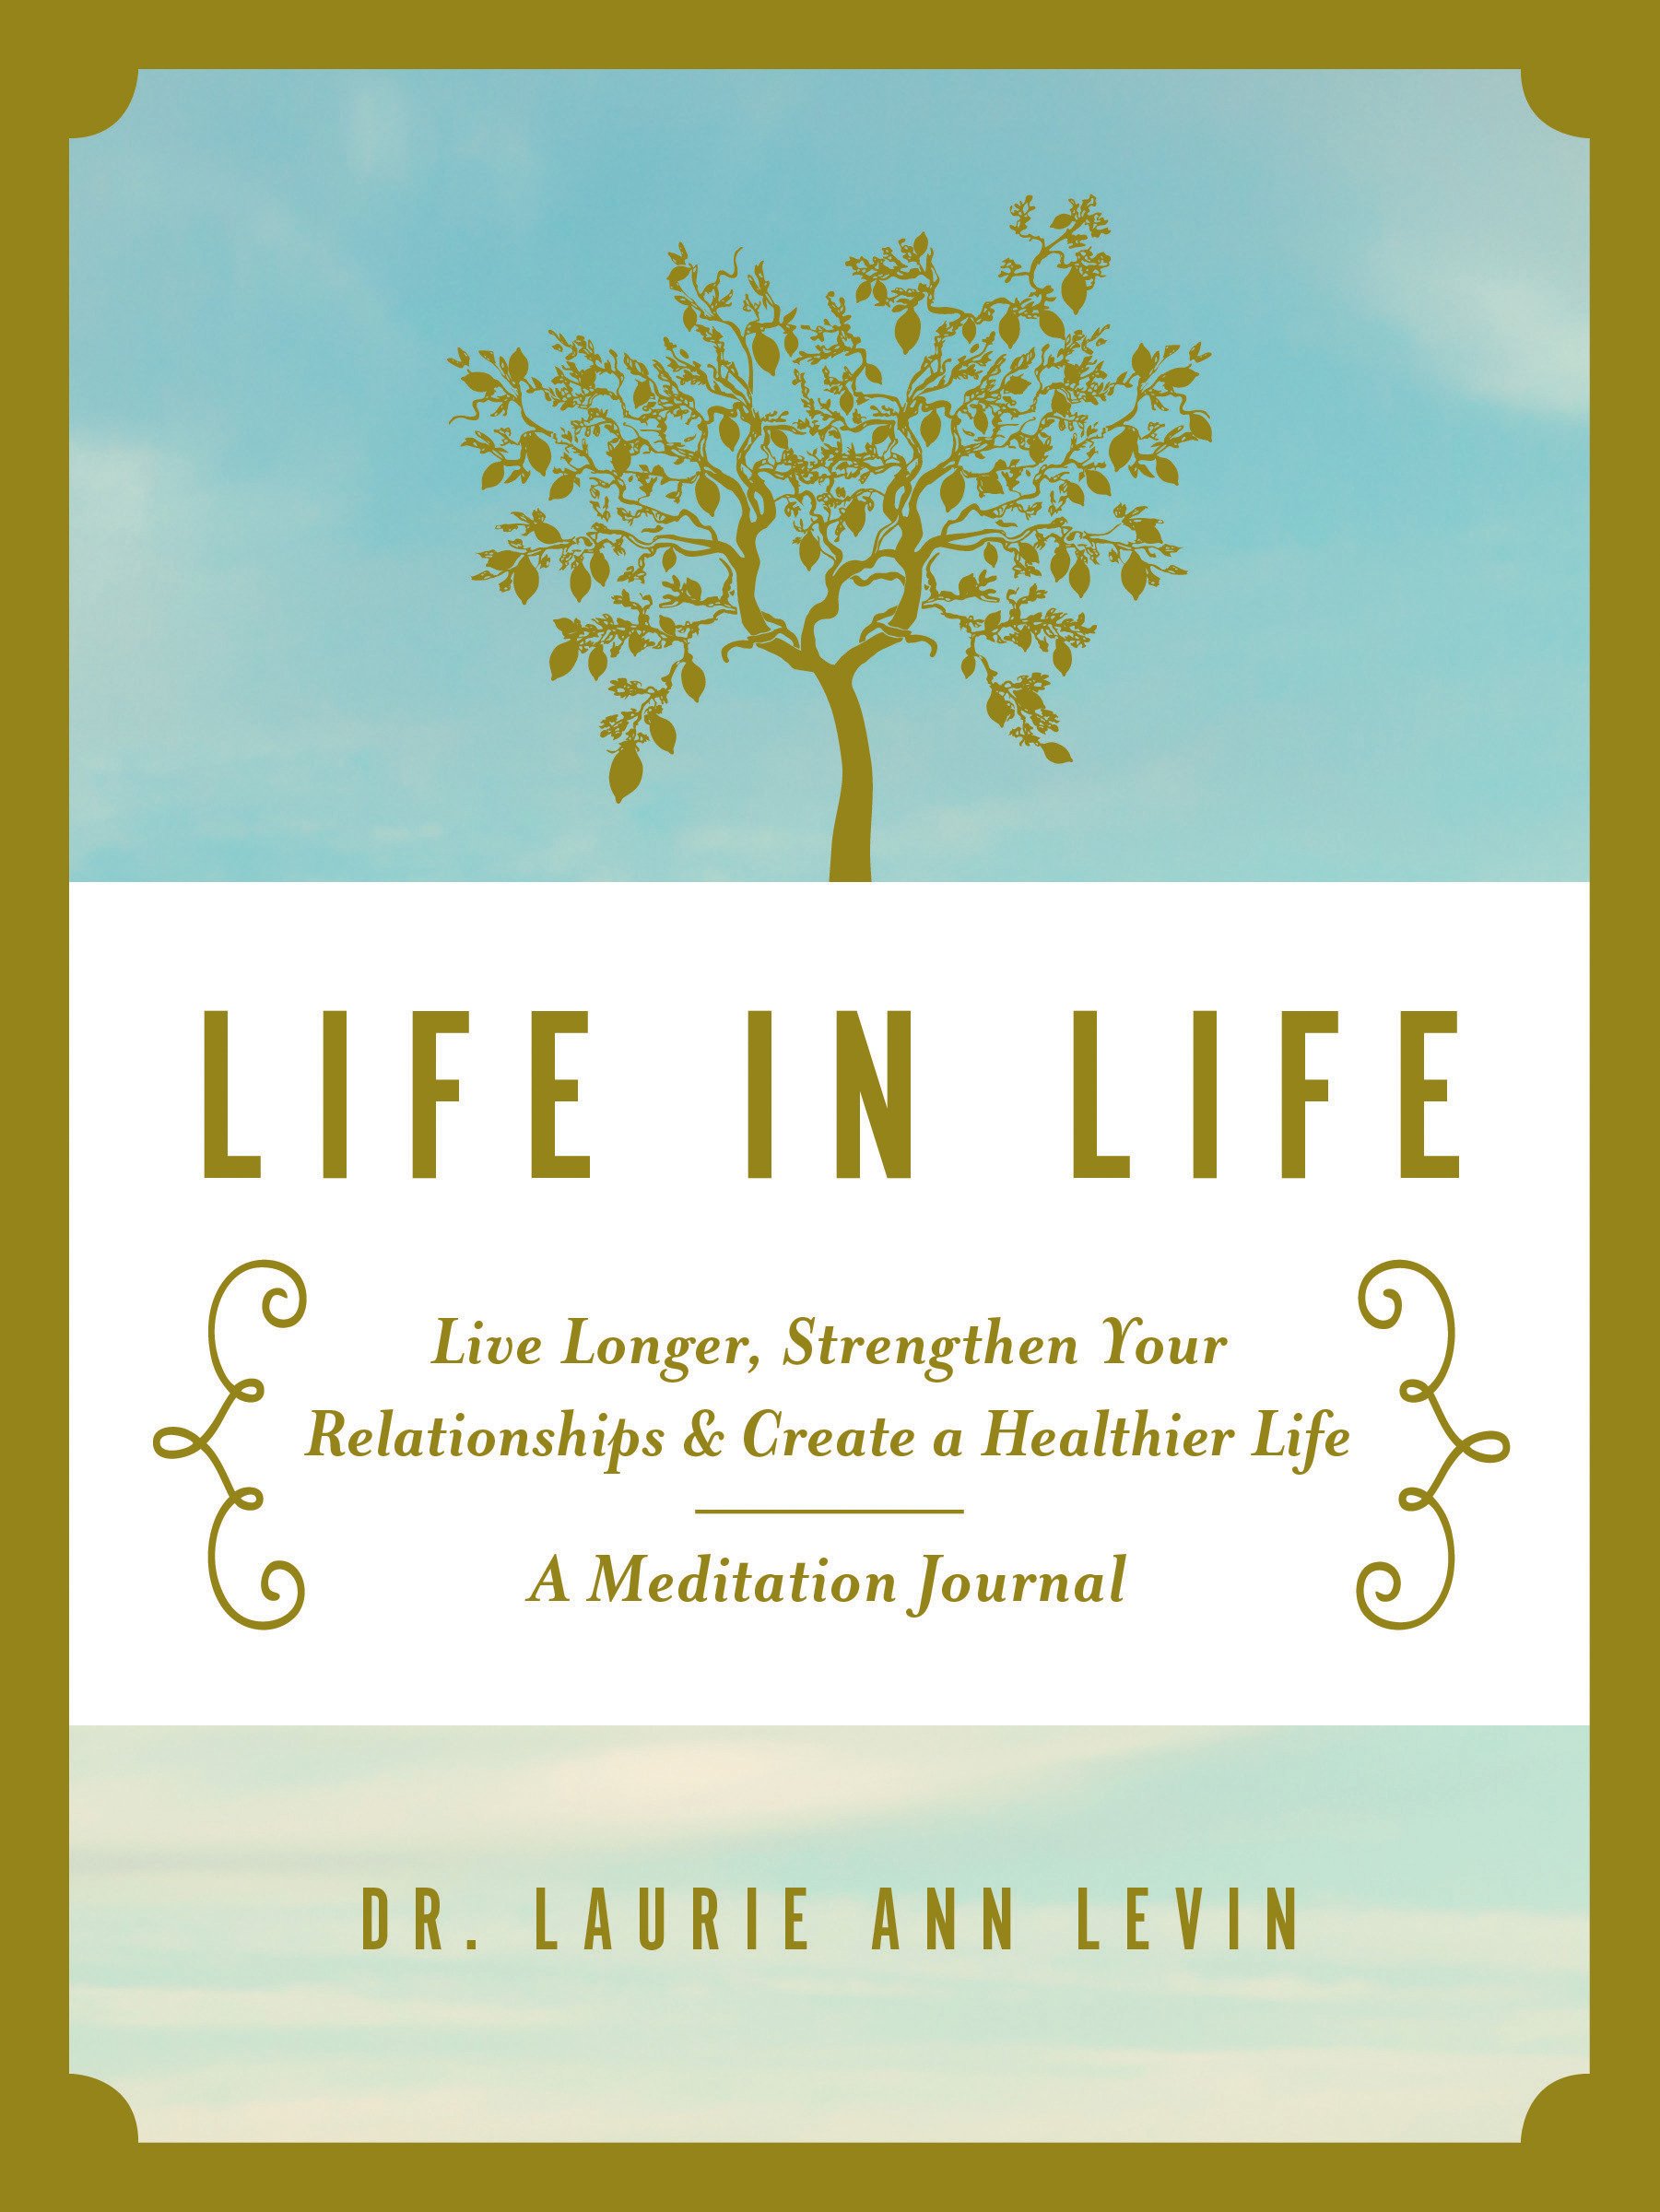 LIFE IN LIFE
Live Longer, Strengthen Your
Relationships & Create a Healthier Life
A Meditation Journal
DR. LAURIE ANN LEVIN